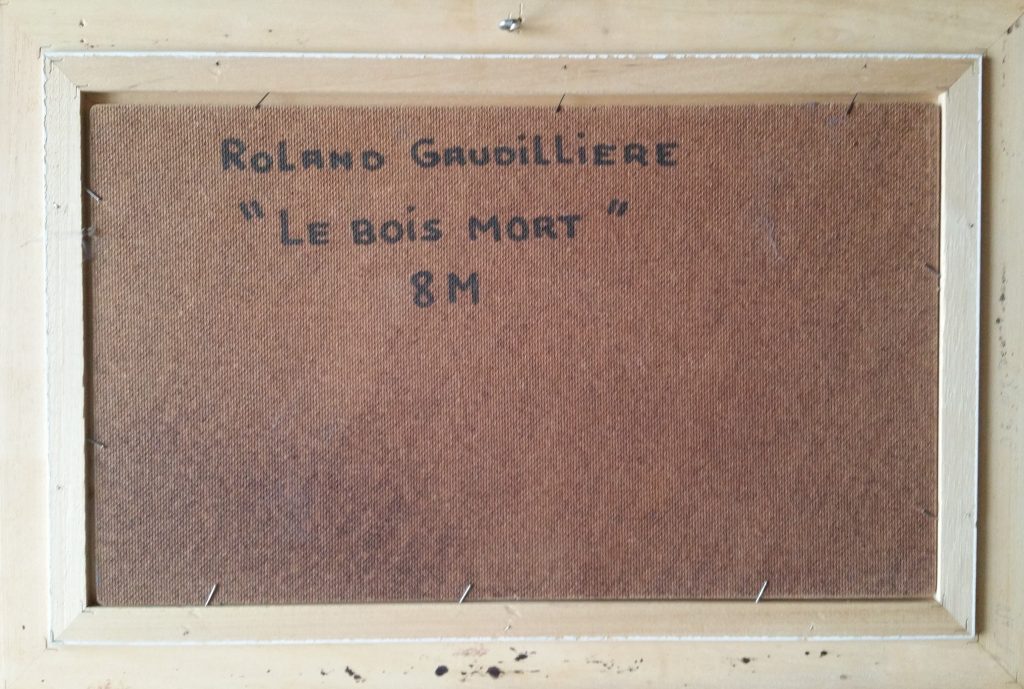 RoLAND GAUDiLLiERE
"LE BOiS MORT"
8M